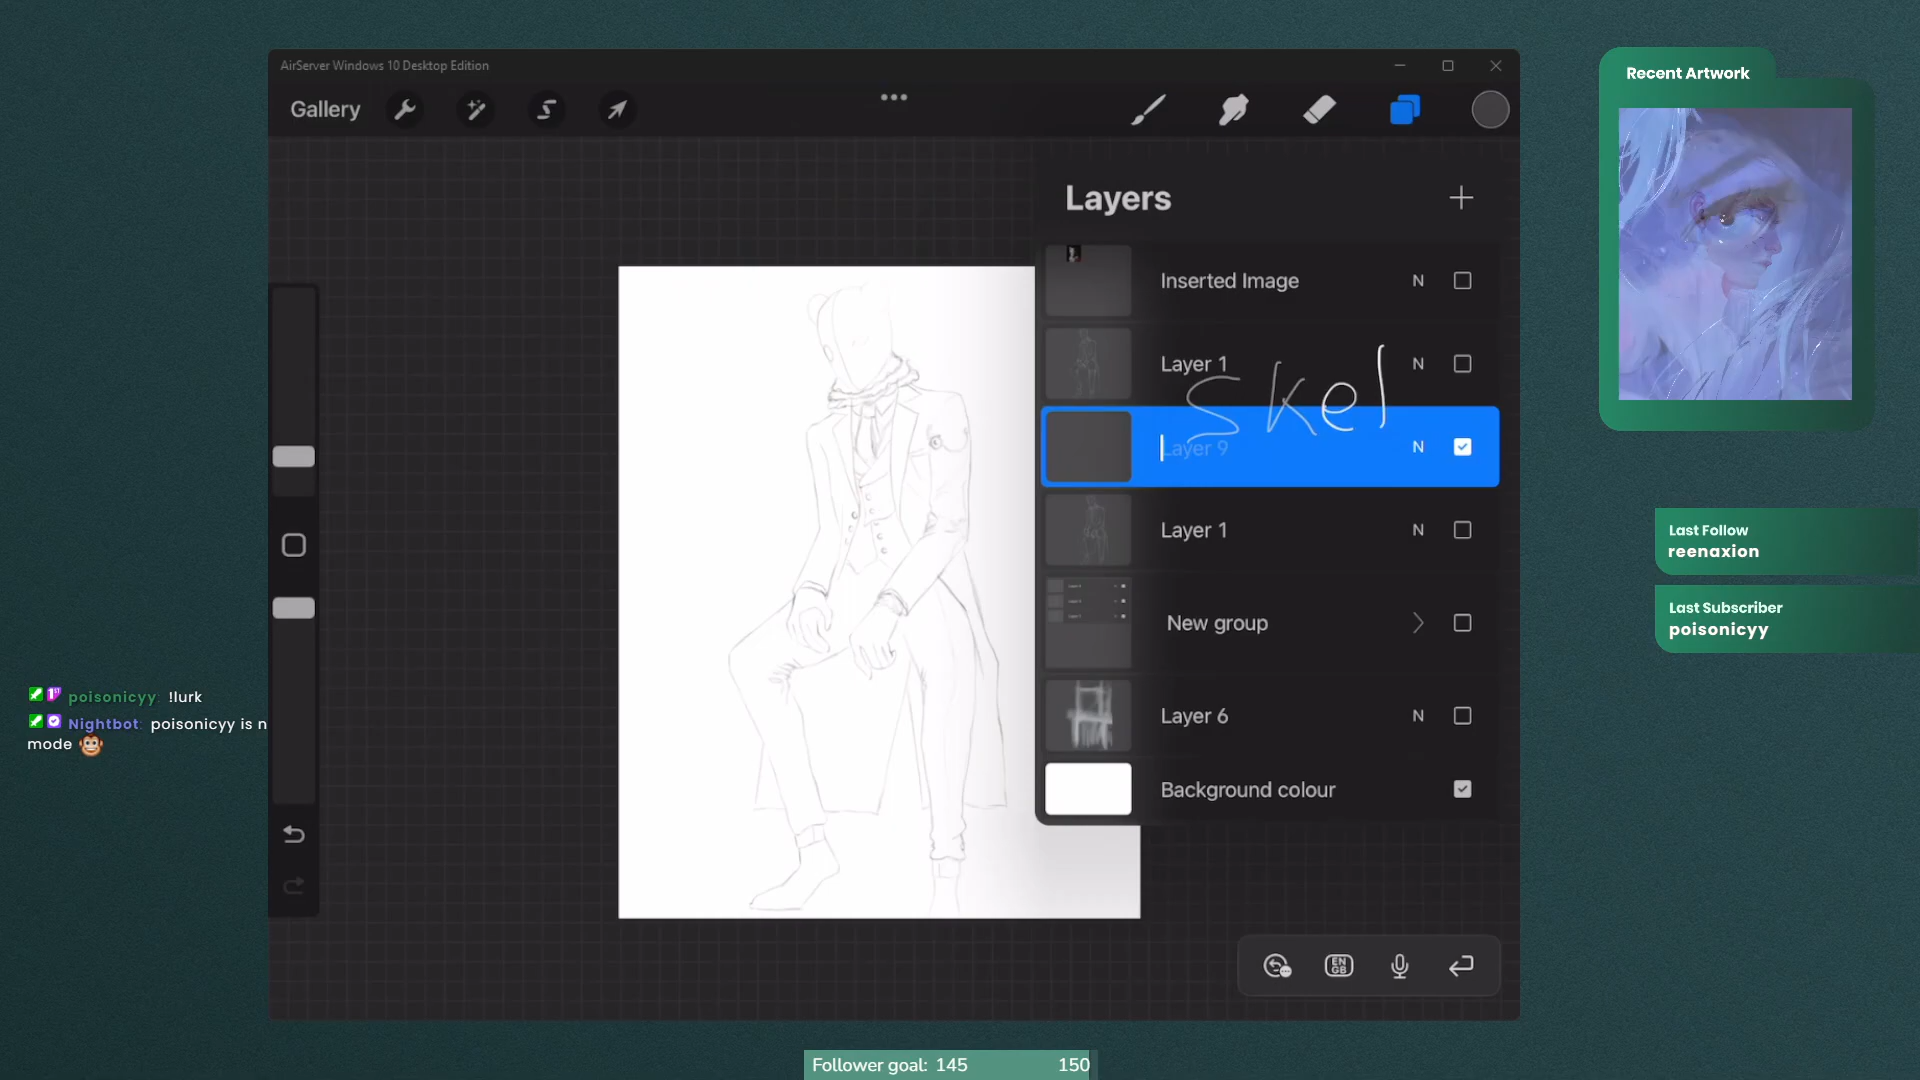 AirServer Windows 10 Desktop Edition
Gallery
Layers
Inserted Image N
Layer 1 N
skel
Layer 9 N
Layer 1 N
New group
Layer 6 N
Background colour
EN
GB
Recent Artwork
Last Follow
reenaxion
Last Subscriber
poisonicyy
poisonicyy: !lurk
Nightbot: poisonicyy is n
mode
Follower goal: 145 150